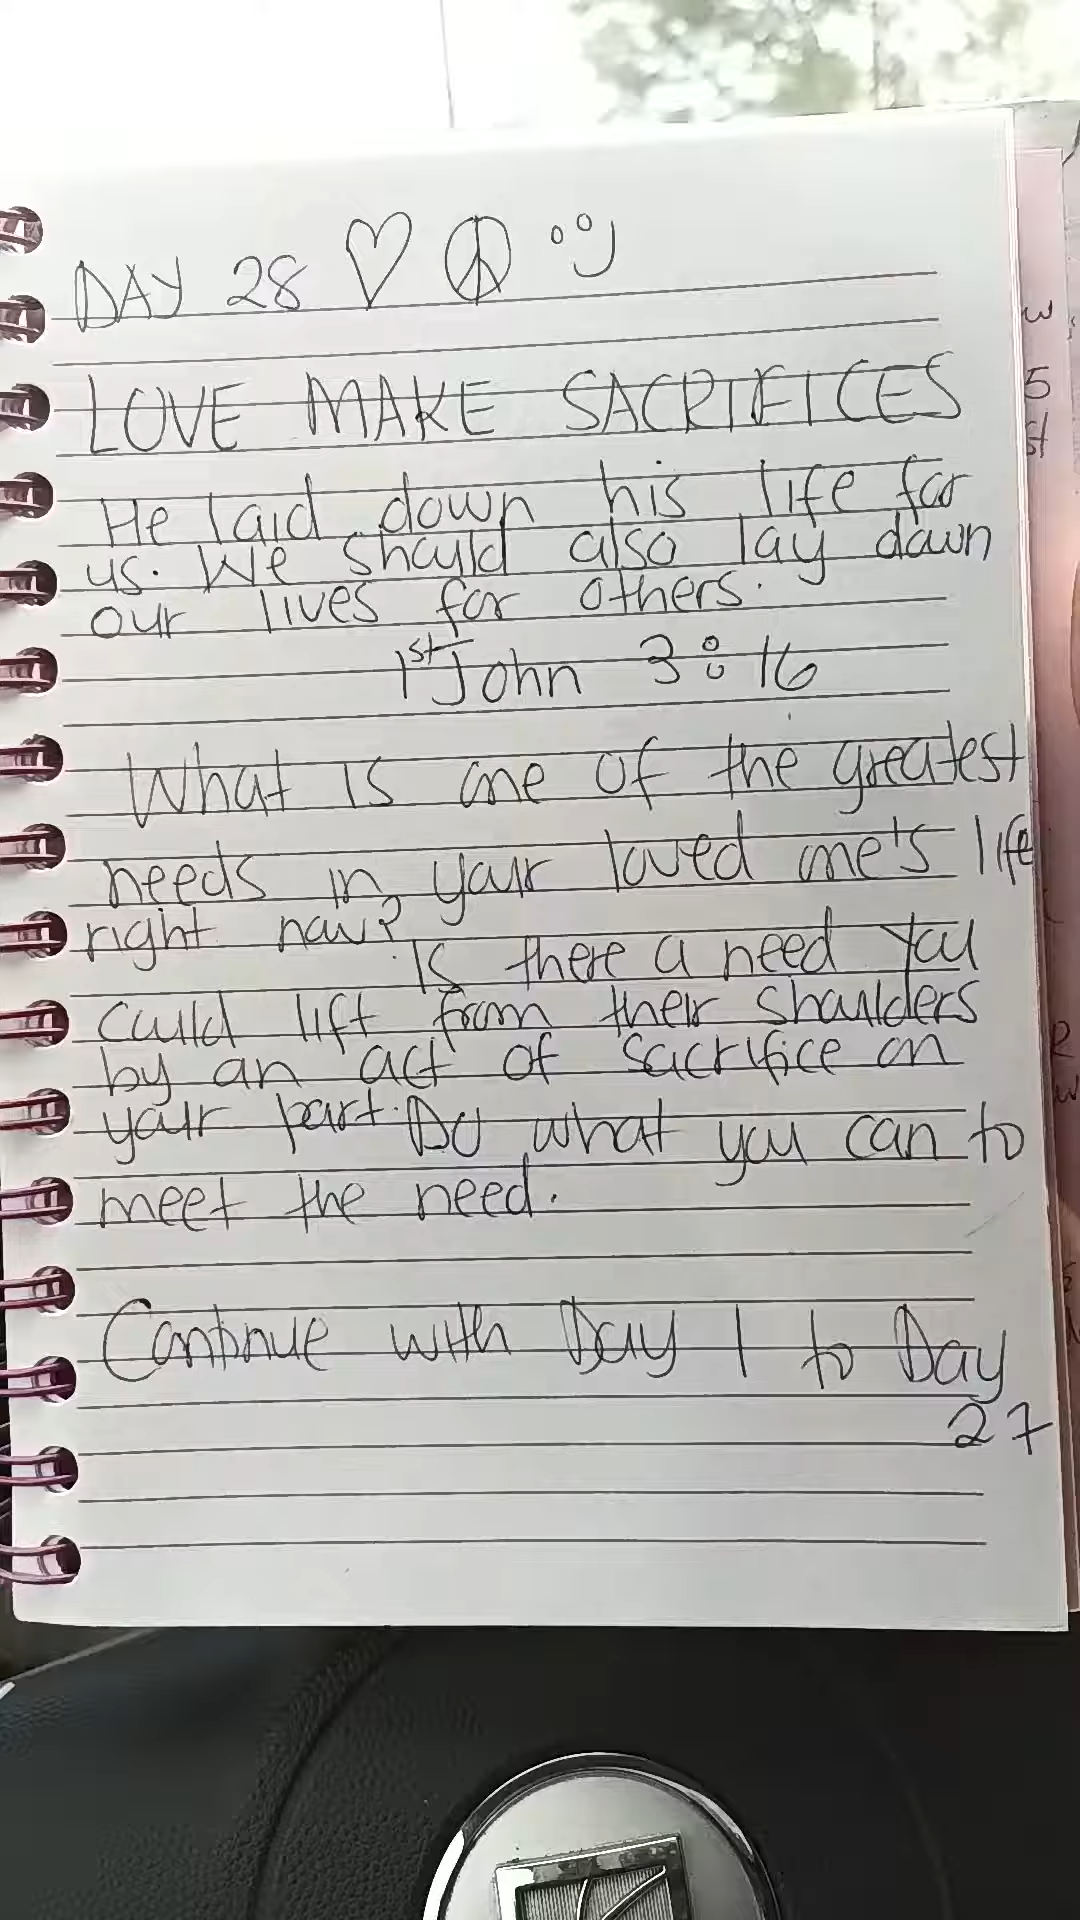 DAY 28
LOVE MAKE SACRIFICES
He laid down his life for
us. We should also lay down
our lives for others.
1st John 3:16
What is one of the greatest
needs in your loved one's life
right now?
Is there a need you
could lift from their shoulders
by an act of sacrifice on
your part. Do what you can to
meet the need.
Continue with Day 1 to Day
27